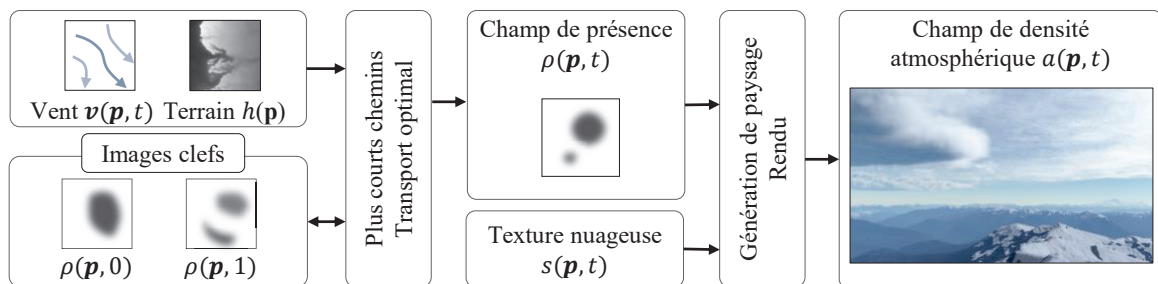 Vent v(p, t) Terrain h(p)
Images clefs
ρ(p, 0) ρ(p, 1)
Plus courts chemins
Transport optimal
Champ de présence
ρ(p, t)
Texture nuageuse
s(p, t)
Génération de paysage
Rendu
Champ de densité
atmosphérique a(p, t)